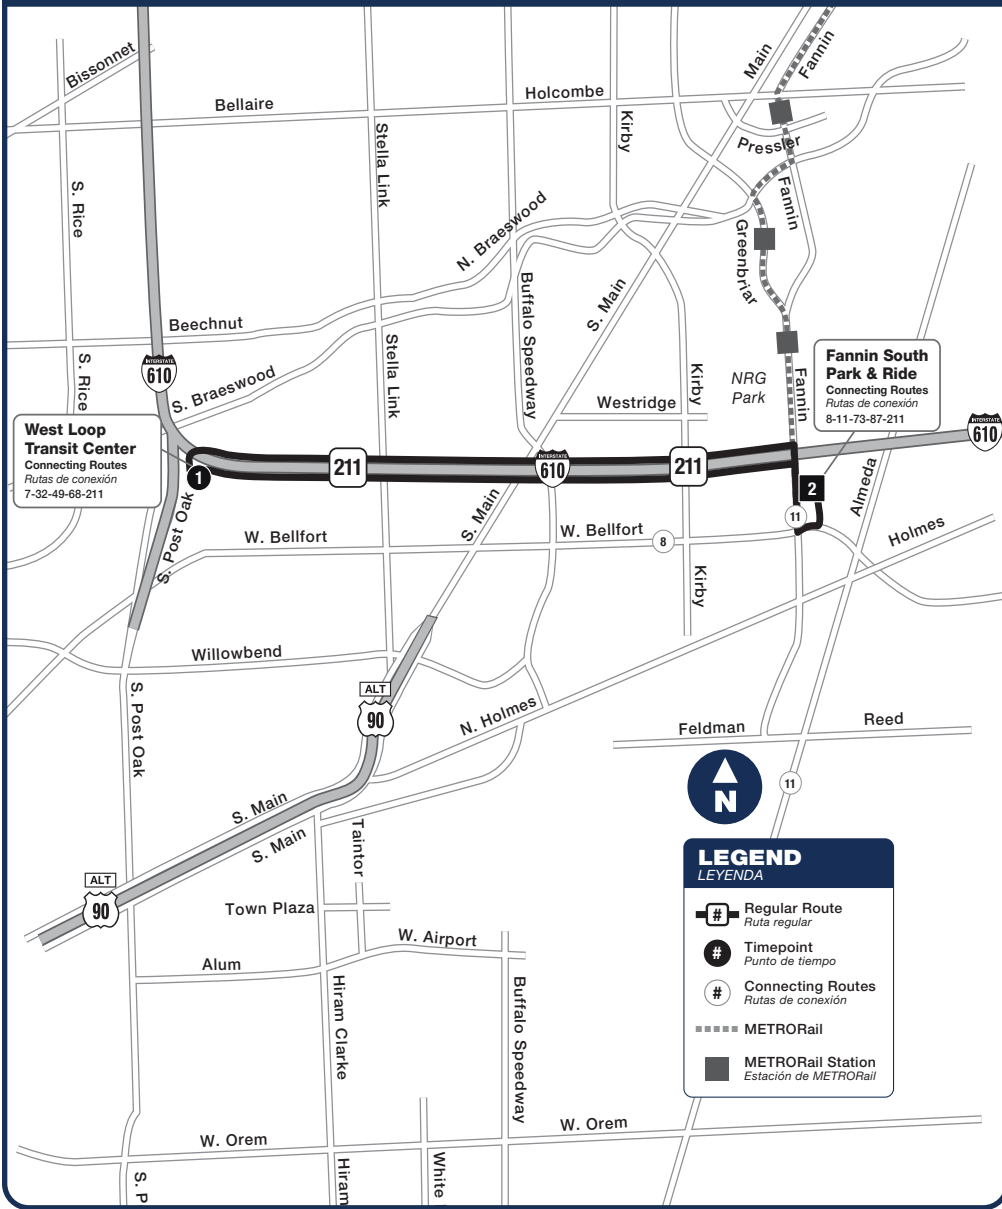 Bissonnet
Main
Fannin
Bellaire
Holcombe
Kirby
Pressler
Stella Link
S. Rice
Fannin
N. Braeswood
Greenbriar
Buffalo Speedway
S. Main
Beechnut
S. Rice
Stella Link
INTERSTATE
610
S. Braeswood
Kirby
NRG
Park
Fannin
Westridge
Fannin South
Park & Ride
Connecting Routes
Rutas de conexión
8-11-73-87-211
West Loop
Transit Center
Connecting Routes
Rutas de conexión
7-32-49-68-211
INTERSTATE
610
1
211
INTERSTATE
610
211
2
Almeda
S. Post Oak
S. Main
11
Holmes
W. Bellfort
W. Bellfort
8
Kirby
Willowbend
ALT
90
S. Post Oak
N. Holmes
Feldman
Reed
N
11
S. Main
S. Main
Taintor
ALT
90
Town Plaza
W. Airport
Alum
Hiram Clarke
Buffalo Speedway
LEGEND
LEYENDA
# Regular Route
Ruta regular
# Timepoint
Punto de tiempo
# Connecting Routes
Rutas de conexión
METRORail
METRORail Station
Estación de METRORail
W. Orem
W. Orem
S. P
Hiram
White